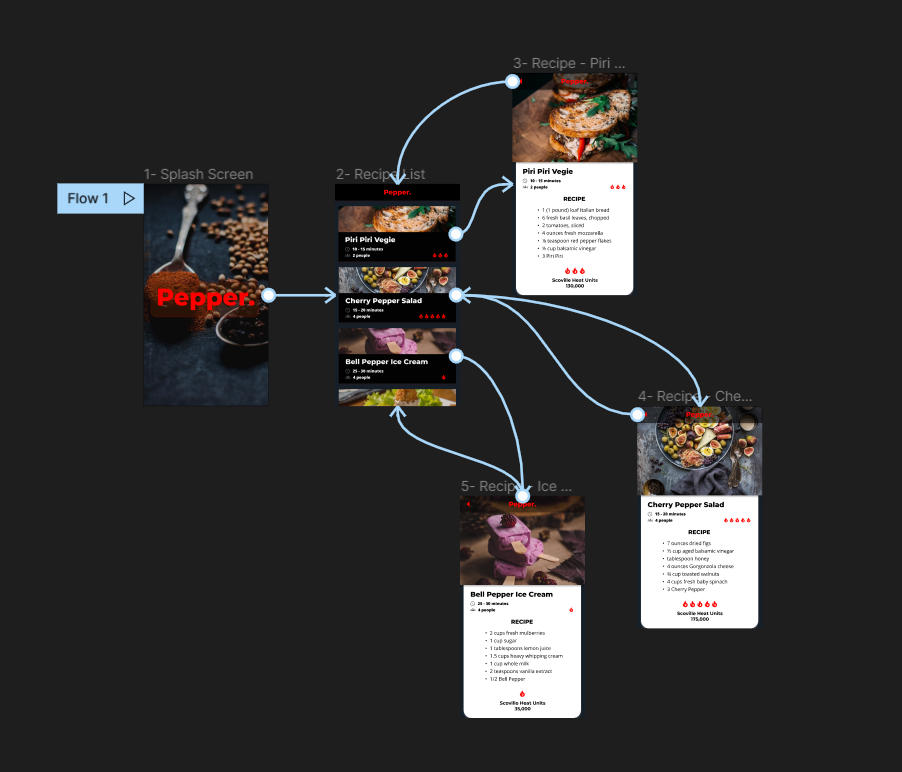 3- Recipe - Piri ...
Pepper.
Piri Piri Vegie
10 - 15 minutes
2 people
RECIPE
• 1 (1 pound) loaf Italian bread
• 6 fresh basil leaves, chopped
• 2 tomatoes, sliced
• 4 ounces fresh mozzarella
• ⅛ teaspoon red pepper flakes
• ½ cup balsamic vinegar
• 3 Piri Piri
Scoville Heat Units
130,000
1- Splash Screen
Flow 1
Pepper.
2- Recipe List
Pepper.
Piri Piri Vegie
10 - 15 minutes
2 people
Cherry Pepper Salad
15 - 20 minutes
4 people
Bell Pepper Ice Cream
25 - 30 minutes
4 people
4- Recipe - Che...
Pepper.
Cherry Pepper Salad
15 - 20 minutes
4 people
RECIPE
• 7 ounces dried figs
• ½ cup aged balsamic vinegar
• tablespoon honey
• 4 ounces Gorgonzola cheese
• ¾ cup toasted walnuts
• 4 cups fresh baby spinach
• 3 Cherry Pepper
Scoville Heat Units
175,000
5- Recipe - Ice ...
Pepper.
Bell Pepper Ice Cream
25 - 30 minutes
4 people
RECIPE
• 2 cups fresh mulberries
• 1 cup sugar
• 1 tablespoons lemon juice
• 1.5 cups heavy whipping cream
• 1 cup whole milk
• 2 teaspoons vanilla extract
• 1/2 Bell Pepper
Scoville Heat Units
35,000